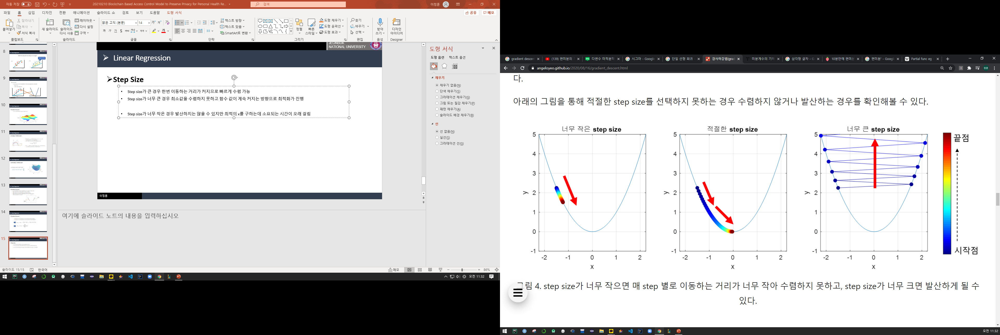 자동 저장
20210210 Blockchain Based Access Control Model to Preserve Privacy for Personal Health Re...
검색
이정훈
파일 홈 삽입 디자인 전환 애니메이션 슬라이드 쇼 검토 보기 도움말 도형 서식
공유 메모
붙여넣기
잘라내기
복사
서식 복사
클립보드
새 슬라이드
슬라이드 다시 사용
레이아웃
다시 설정
구역
슬라이드
맑은 고딕 (본문) 14
글꼴
텍스트 방향
텍스트 맞춤
SmartArt로 변환
단락
정렬
빠른 스타일
도형 채우기
도형 윤곽선
도형 효과
그리기
찾기
바꾸기
선택
편집
받아쓰기
음성
디자인 아이디어
Designer
8
9
10
11
12
13
14
15
JEONBUK
NATIONAL UNIVERSITY
Linear Regression
Step Size
• Step size가 큰 경우 한번 이동하는 거리가 커지므로 빠르게 수렴 가능
• Step size가 너무 큰 경우 최소값을 수렴하지 못하고 함수 값이 계속 커지는 방향으로 최적화가 진행
• Step size가 너무 작은 경우 발산하지는 않을 수 있지만 최적의 x를 구하는데 소요되는 시간이 오래 걸림
이정훈
여기에 슬라이드 노트의 내용을 입력하십시오
도형 서식
도형 옵션 텍스트 옵션
채우기
채우기 없음(N)
단색 채우기(S)
그라데이션 채우기(G)
그림 또는 질감 채우기(P)
패턴 채우기(A)
슬라이드 배경 채우기(B)
선
선 없음(N)
실선(S)
그라데이션 선(G)
슬라이드 15/15 한국어
메모
86%
오전 11:32
gradient descen
(139) 편미분의
다변수 미적분학
시그마 - Google
단일 선형 회귀 -
경사하강법(grad
미분계수의 기하
삼각형 글자 - G
10분만에 편미분
편미분' - Googl
Partial func eg -
angeloyeo.github.io/2020/08/16/gradient_descent.html
다.
아래의 그림을 통해 적절한 step size를 선택하지 못하는 경우 수렴하지 않거나 발산하는 경우를 확인해볼 수 있다.
너무 작은 step size
5
4
3
2
1
0
-1
y
-2 -1 0 1 2
x
적절한 step size
5
4
3
2
1
0
-1
y
-2 -1 0 1 2
x
너무 큰 step size
5
4
3
2
1
0
-1
y
-2 -1 0 1 2
x
끝점
시작점
그림 4. step size가 너무 작으면 매 step 별로 이동하는 거리가 너무 작아 수렴하지 못하고, step size가 너무 크면 발산하게 될 수
있다.
오전 11:32